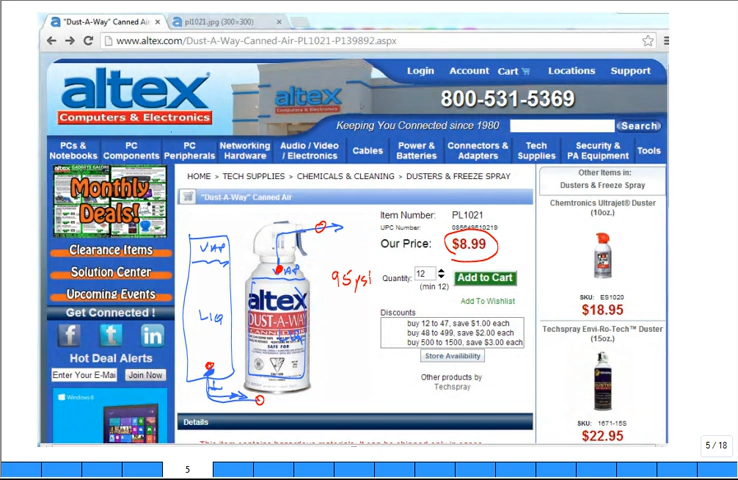 "Dust-A-Way" Canned Air
pl1021.jpg (300×300)
www.altex.com/Dust-A-Way-Canned-Air-PL1021-P139892.aspx
altex
Computers & Electronics
altex
Login Account Cart Locations Support
800-531-5369
Keeping You Connected since 1980
Search
PCs & Notebooks
PC Components
PC Peripherals
Networking Hardware
Audio / Video / Electronics
Cables
Power & Batteries
Connectors & Adapters
Tech Supplies
Security & PA Equipment
Tools
Monthly Deals!
Clearance Items
Solution Center
Upcoming Events
Get Connected !
f t in
Hot Deal Alerts
Enter Your E-Mai Join Now
Windows 8
HOME > TECH SUPPLIES > CHEMICALS & CLEANING > DUSTERS & FREEZE SPRAY
"Dust-A-Way" Canned Air
VAP
LIQ
VAP
altex
DUST-A-WAY
95 psi
Item Number: PL1021
UPC Number:
Our Price: $8.99
Quantity: 12
(min 12)
Add to Cart
Add To Wishlist
Discounts
buy 12 to 47, save $1.00 each
buy 48 to 499, save $2.00 each
buy 500 to 1500, save $3.00 each
Store Availibility
Other products by
Techspray
Details
Other Items in:
Dusters & Freeze Spray
Chemtronics Ultrajet® Duster
(10oz.)
SKU: ES1020
$18.95
Techspray Envi-Ro-Tech™ Duster
(15oz.)
SKU: 1671-15S
$22.95
5 / 18
5